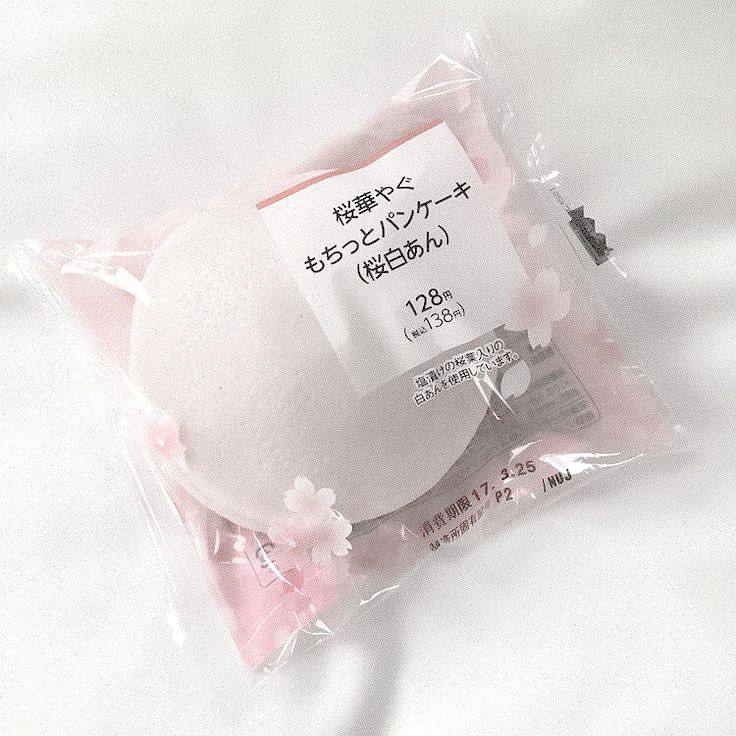 桜華やぐ
もちっとパンケーキ
(桜白あん)
128円
(税込138円)
塩漬けの桜葉入りの
白あんを使用しています。
消費期限17. 3.25
P2 /NUJ